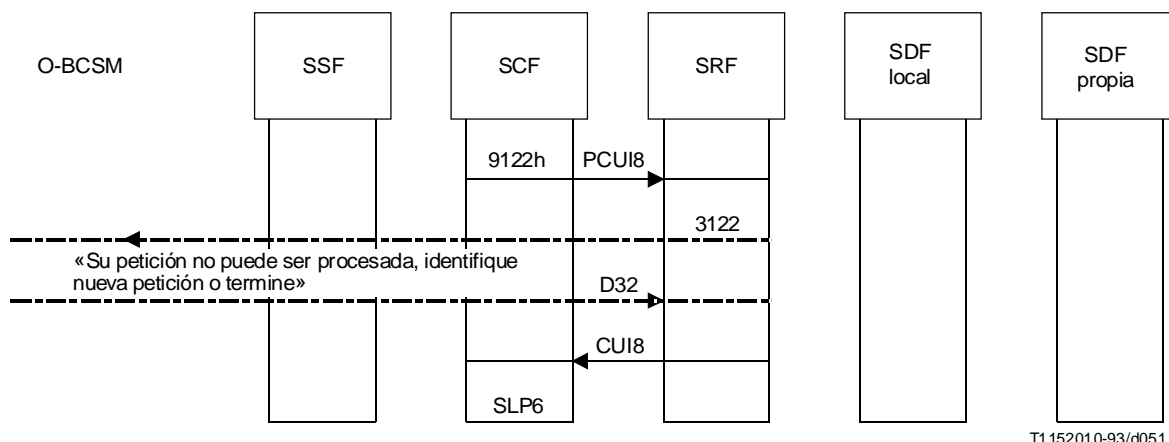 O-BCSM
SSF
SCF
SRF
SDF
local
SDF
propia
9122h
PCUI8
3122
«Su petición no puede ser procesada, identifique
nueva petición o termine»
D32
CUI8
SLP6
T1152010-93/d051